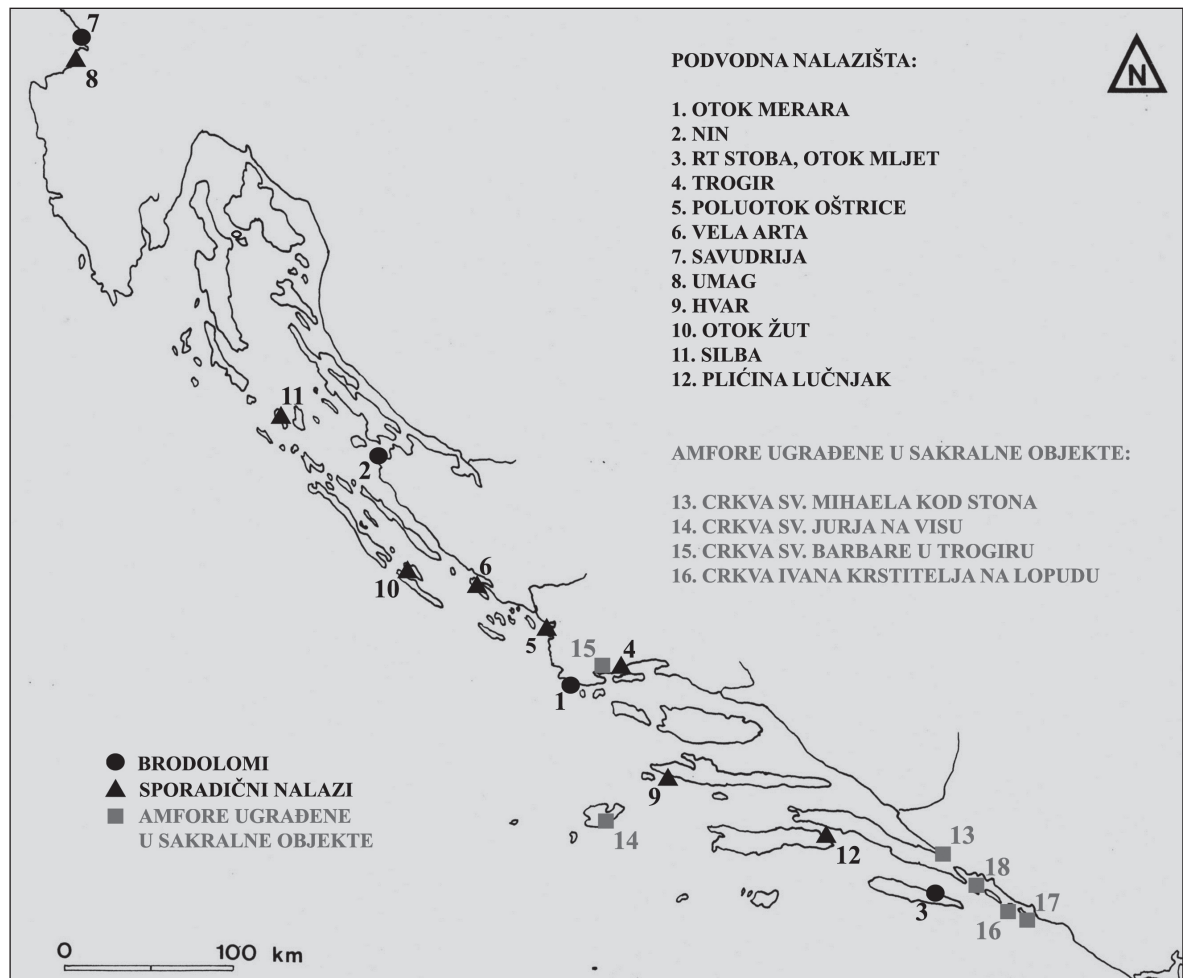 7
8
PODVODNA NALAZIŠTA:
N
1. OTOK MERARA
2. NIN
3. RT STOBA, OTOK MLJET
4. TROGIR
5. POLUOTOK OŠTRICE
6. VELA ARTA
7. SAVUDRIJA
8. UMAG
9. HVAR
10. OTOK ŽUT
11. SILBA
12. PLIĆINA LUČNJAK
AMFORE UGRAĐENE U SAKRALNE OBJEKTE:
13. CRKVA SV. MIHAELA KOD STONA
14. CRKVA SV. JURJA NA VISU
15. CRKVA SV. BARBARE U TROGIRU
16. CRKVA IVANA KRSTITELJA NA LOPUDU
11
2
10
6
5
15
4
1
9
14
12
13
18
3
16
17
BRODOLOMI
SPORADIČNI NALAZI
AMFORE UGRAĐENE
U SAKRALNE OBJEKTE
0 100 km